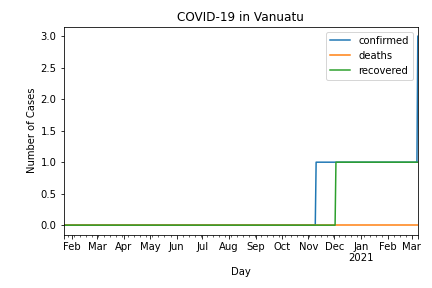 COVID-19 in Vanuatu
confirmed
deaths
recovered
Number of Cases
3.0
2.5
2.0
1.5
1.0
0.5
0.0
Feb Mar Apr May Jun Jul Aug Sep Oct Nov Dec Jan Feb Mar
2021
Day